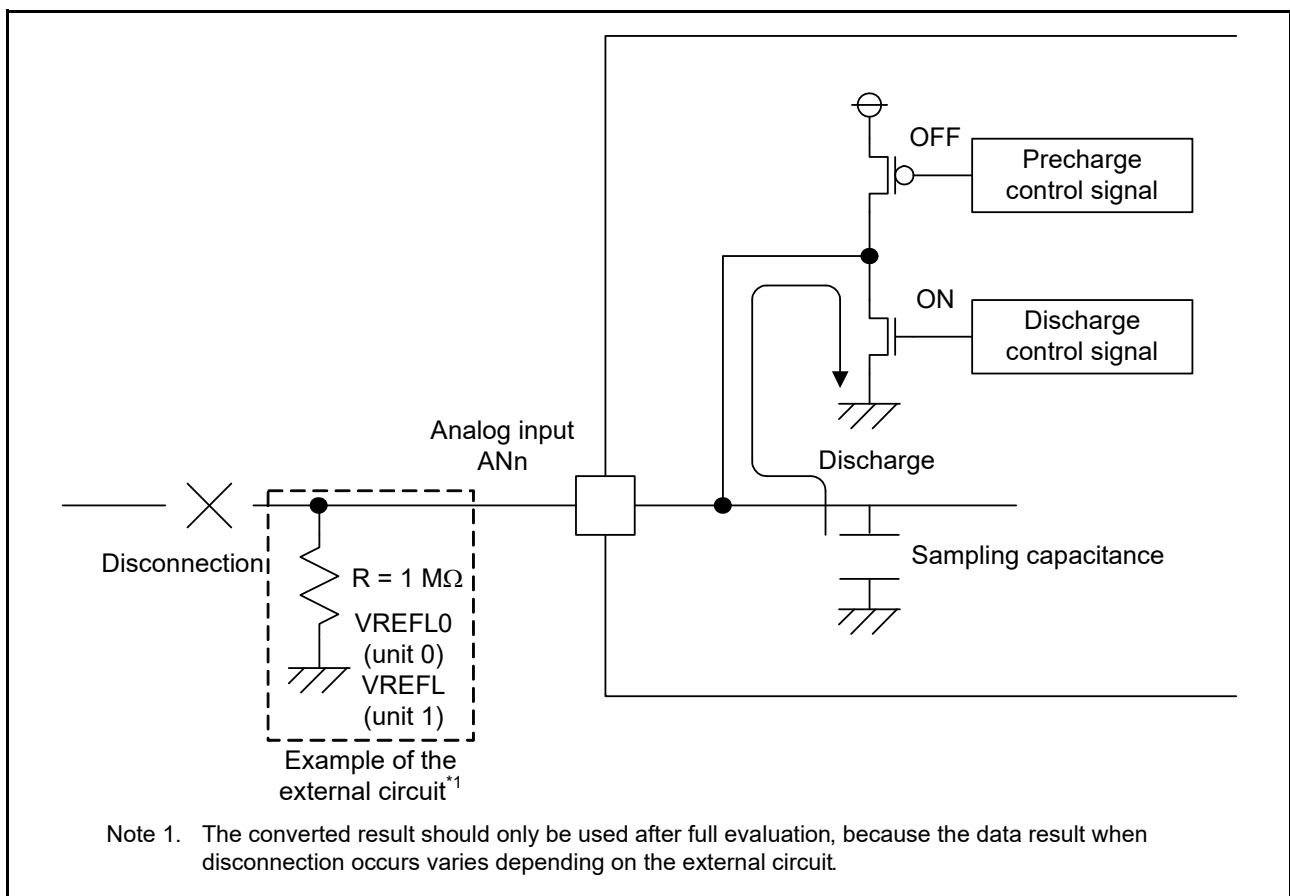 OFF
Precharge
control signal
ON
Discharge
control signal
Analog input
ANn
Discharge
Disconnection
Sampling capacitance
R = 1 MΩ
VREFL0
(unit 0)
VREFL
(unit 1)
Example of the
external circuit*1
Note 1. The converted result should only be used after full evaluation, because the data result when
disconnection occurs varies depending on the external circuit.